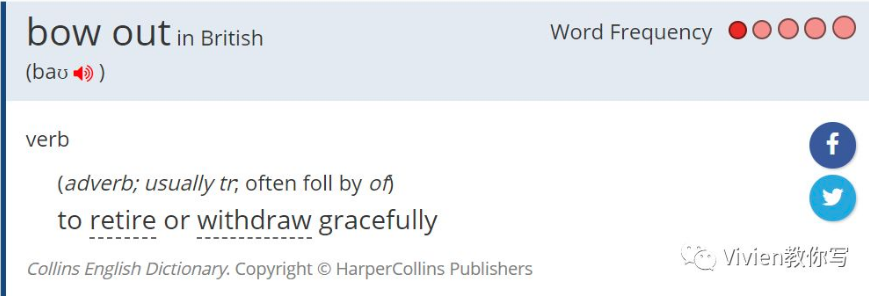 bow out in British
Word Frequency
(baʊ )
verb
(adverb; usually tr; often foll by of)
to retire or withdraw gracefully
Collins English Dictionary. Copyright © HarperCollins Publishers
Vivien教你写